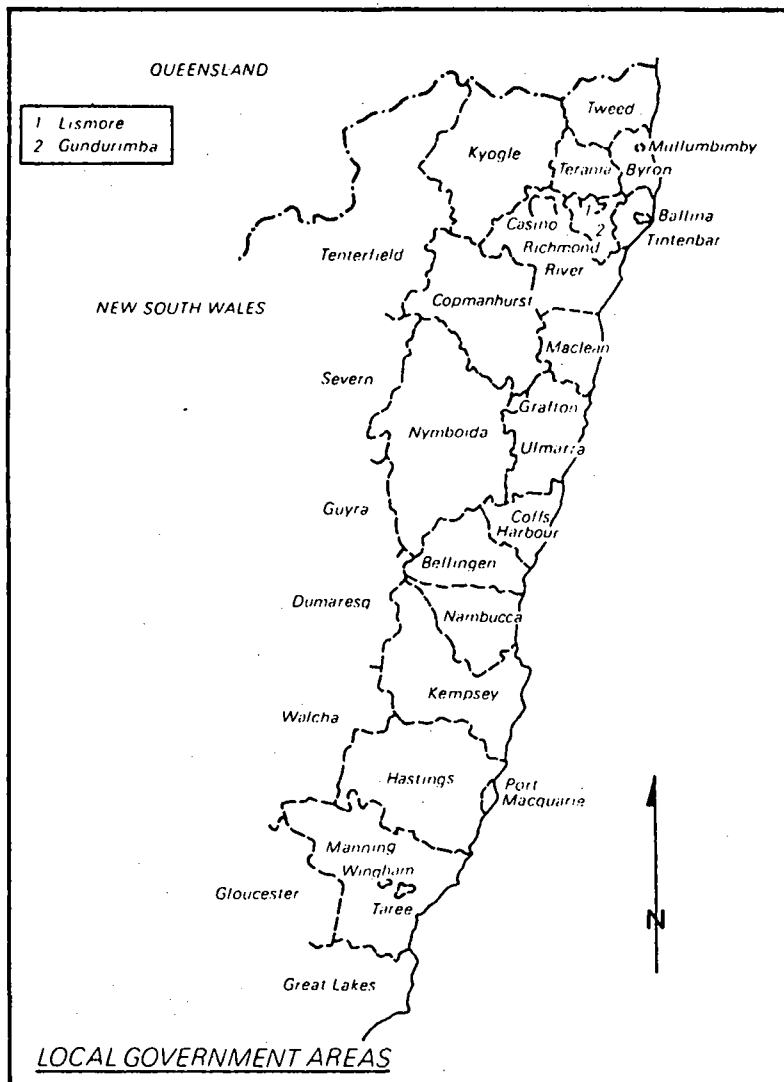 QUEENSLAND
1 Lismore
2 Gundurimba
Tweed
Kyogle
Terania
Mullumbimby
Byron
1
2
Casino
Ballina
Richmond
River
Tintenbar
Tenterfield
NEW SOUTH WALES
Copmanhurst
Maclean
Severn
Grafton
Nymboida
Ulmarra
Guyra
Coffs
Harbour
Bellingen
Dumaresq
Nambucca
Kempsey
Walcha
Hastings
Port
Macquarie
Manning
Wingham
Gloucester
Taree
N
Great Lakes
LOCAL GOVERNMENT AREAS